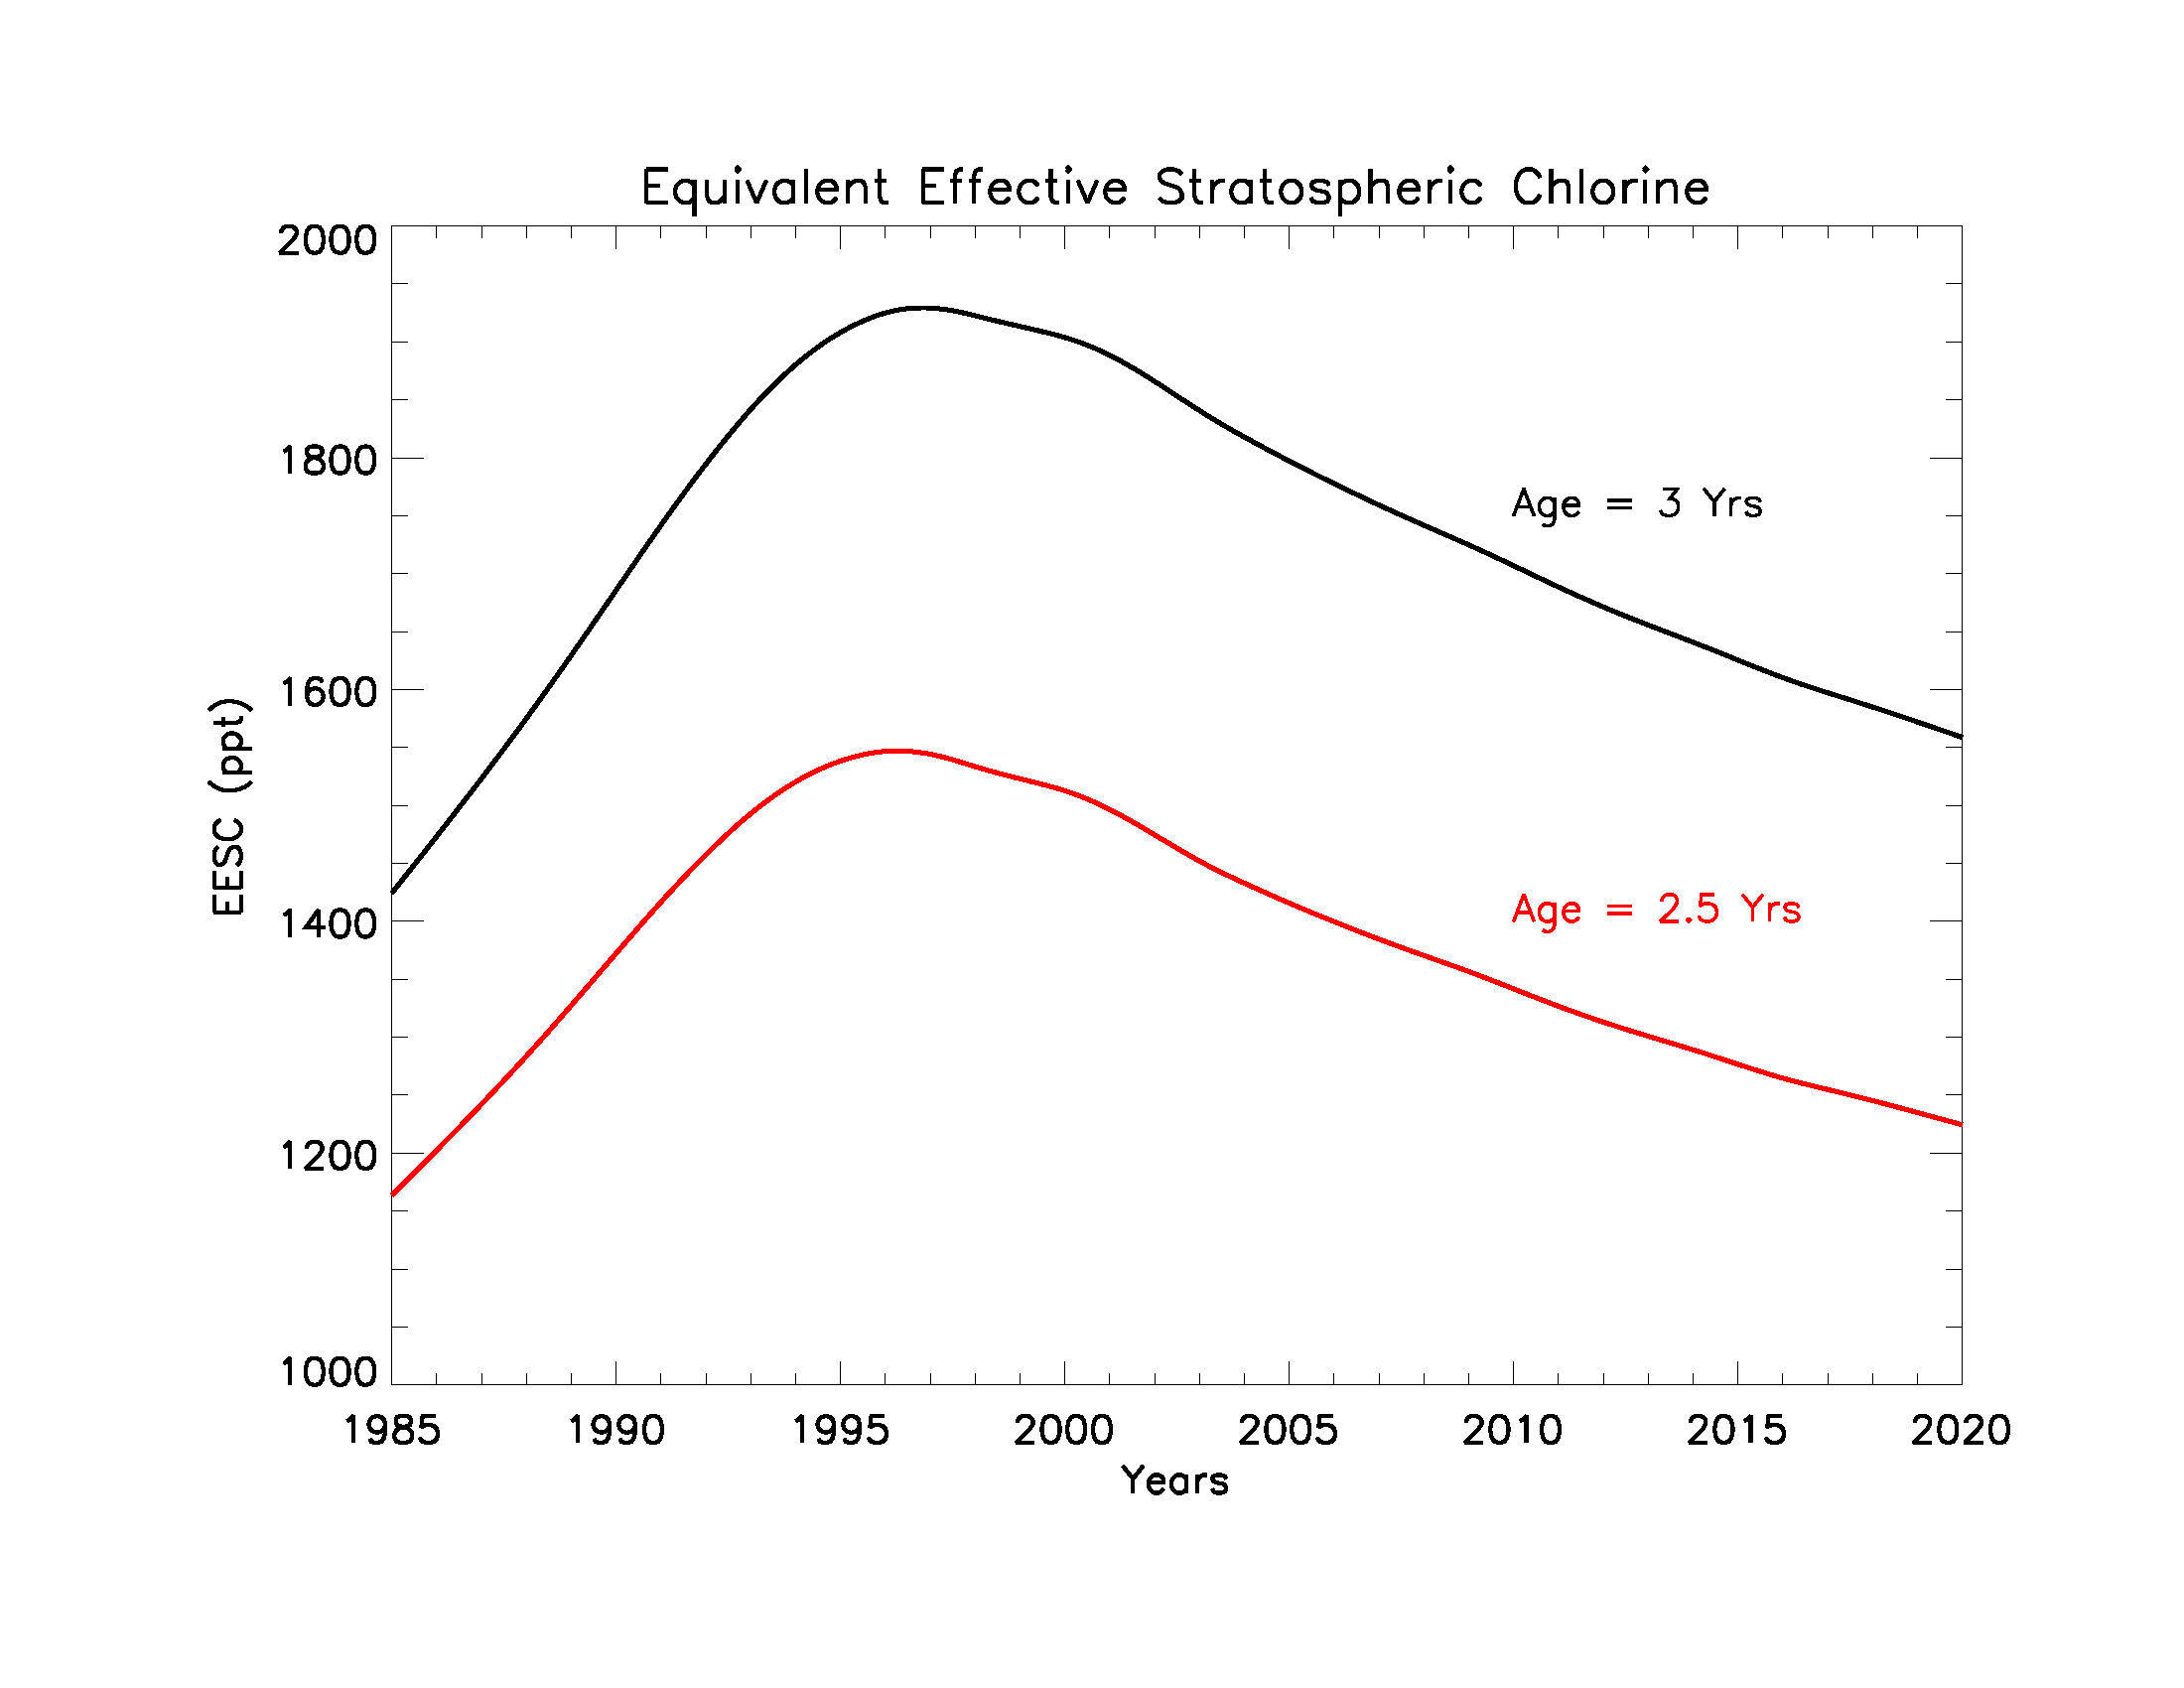 Equivalent Effective Stratospheric Chlorine
2000
1800
1600
1400
1200
1000
EESC (ppt)
Age = 3 Yrs
Age = 2.5 Yrs
1985 1990 1995 2000 2005 2010 2015 2020
Years